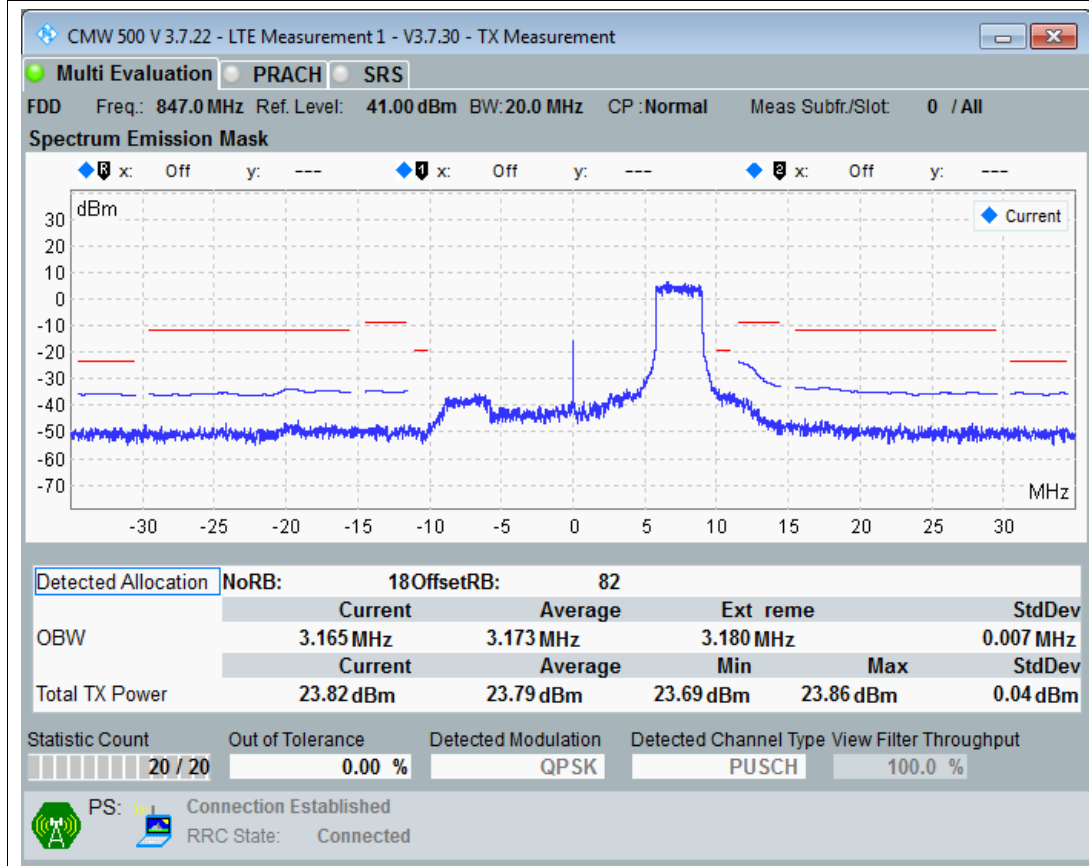 CMW 500 V 3.7.22 - LTE Measurement 1 - V3.7.30 - TX Measurement
Multi Evaluation PRACH SRS
FDD Freq.: 847.0 MHz Ref. Level: 41.00 dBm BW: 20.0 MHz CP : Normal Meas Subfr./Slot: 0 / All
Spectrum Emission Mask
R x: Off y: --- 1 x: Off y: --- 2 x: Off y: ---
dBm
Current
30
20
10
0
-10
-20
-30
-40
-50
-60
-70
MHz
-30 -25 -20 -15 -10 -5 0 5 10 15 20 25 30
Detected Allocation NoRB: 18 OffsetRB: 82
Current Average Ext reme StdDev
OBW 3.165 MHz 3.173 MHz 3.180 MHz 0.007 MHz
Current Average Min Max StdDev
Total TX Power 23.82 dBm 23.79 dBm 23.69 dBm 23.86 dBm 0.04 dBm
Statistic Count Out of Tolerance Detected Modulation Detected Channel Type View Filter Throughput
20 / 20 0.00 % QPSK PUSCH 100.0 %
PS: Connection Established
RRC State: Connected